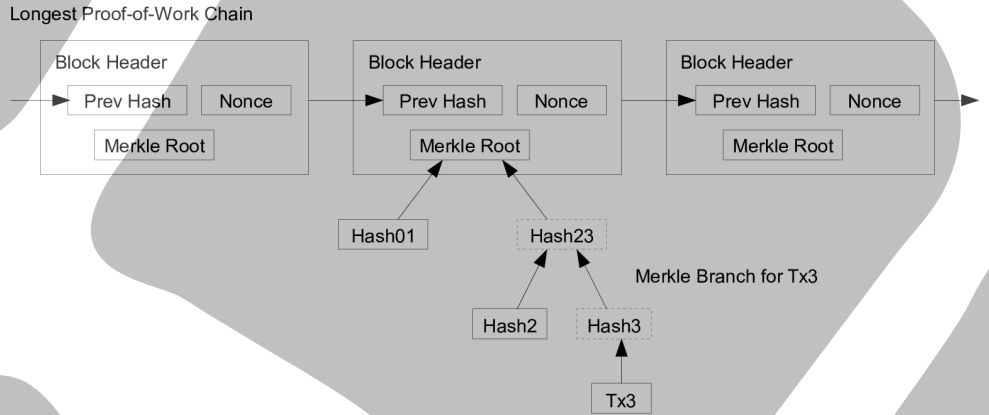 Longest Proof-of-Work Chain
Block Header
Prev Hash
Nonce
Merkle Root
Block Header
Prev Hash
Nonce
Merkle Root
Block Header
Prev Hash
Nonce
Merkle Root
Hash01
Hash23
Merkle Branch for Tx3
Hash2
Hash3
Tx3